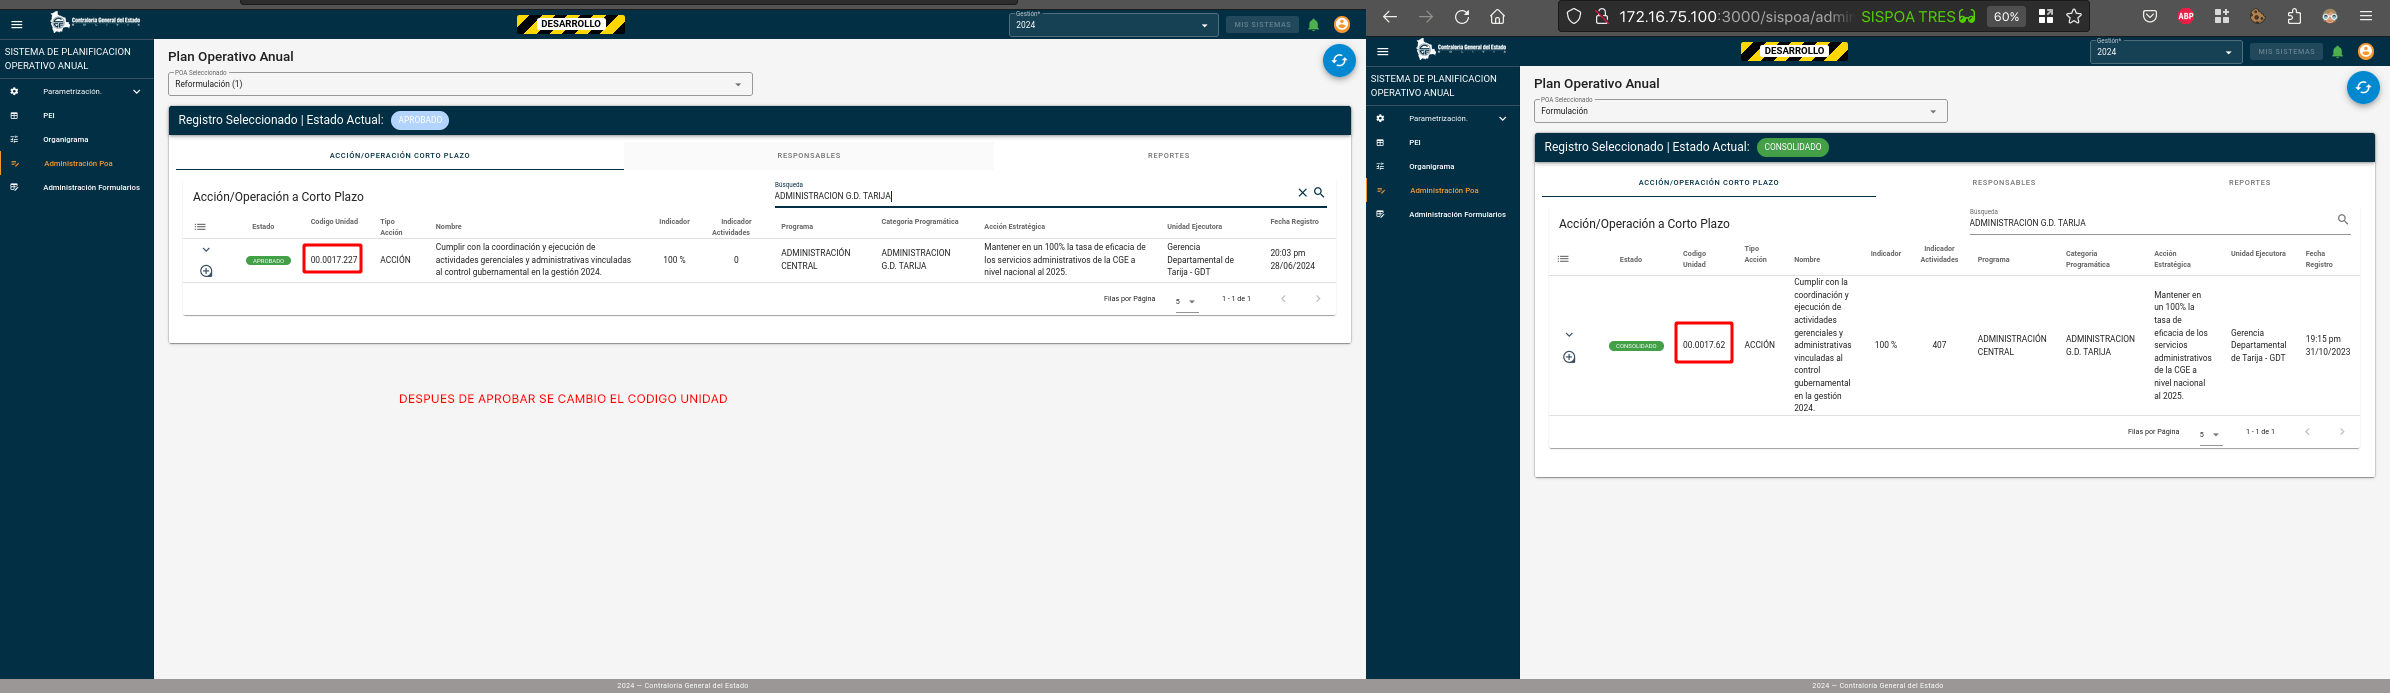 Contraloría General del Estado
DESARROLLO
Gestión*
2024
MIS SISTEMAS
SISTEMA DE PLANIFICACION
OPERATIVO ANUAL
Parametrización.
PEI
Organigrama
Administración Poa
Administración Formularios
Plan Operativo Anual
POA Seleccionado
Reformulación (1)
Registro Seleccionado | Estado Actual: APROBADO
ACCIÓN/OPERACIÓN CORTO PLAZO
RESPONSABLES
REPORTES
Acción/Operación a Corto Plazo
Búsqueda
ADMINISTRACION G.D. TARIJA
Estado
Codigo Unidad
Tipo
Acción
Nombre
Indicador
Indicador
Actividades
Programa
Categoría Programática
Acción Estratégica
Unidad Ejecutora
Fecha Registro
APROBADO
00.0017.227
ACCIÓN
Cumplir con la coordinación y ejecución de
actividades gerenciales y administrativas vinculadas
al control gubernamental en la gestión 2024.
100 %
0
ADMINISTRACIÓN
CENTRAL
ADMINISTRACION
G.D. TARIJA
Mantener en un 100% la tasa de eficacia de
los servicios administrativos de la CGE a
nivel nacional al 2025.
Gerencia
Departamental de
Tarija - GDT
20:03 pm
28/06/2024
Filas por Página
5
1 - 1 de 1
DESPUES DE APROBAR SE CAMBIO EL CODIGO UNIDAD
2024 — Contraloría General del Estado
172.16.75.100:3000/sispoa/admi
SISPOA TRES
60%
ABP
Contraloría General del Estado
DESARROLLO
Gestión*
2024
MIS SISTEMAS
SISTEMA DE PLANIFICACION
OPERATIVO ANUAL
Parametrización.
PEI
Organigrama
Administración Poa
Administración Formularios
Plan Operativo Anual
POA Seleccionado
Formulación
Registro Seleccionado | Estado Actual: CONSOLIDADO
ACCIÓN/OPERACIÓN CORTO PLAZO
RESPONSABLES
REPORTES
Acción/Operación a Corto Plazo
Búsqueda
ADMINISTRACION G.D. TARIJA
Estado
Codigo
Unidad
Tipo
Acción
Nombre
Indicador
Indicador
Actividades
Programa
Categoría
Programática
Acción
Estratégica
Unidad Ejecutora
Fecha
Registro
CONSOLIDADO
00.0017.62
ACCIÓN
Cumplir con la
coordinación y
ejecución de
actividades
gerenciales y
administrativas
vinculadas al
control
gubernamental
en la gestión
2024.
100 %
407
ADMINISTRACIÓN
CENTRAL
ADMINISTRACION
G.D. TARIJA
Mantener en
un 100% la
tasa de
eficacia de los
servicios
administrativos
de la CGE a
nivel nacional
al 2025.
Gerencia
Departamental
de Tarija - GDT
19:15 pm
31/10/2023
Filas por Página
5
1 - 1 de 1
2024 — Contraloría General del Estado